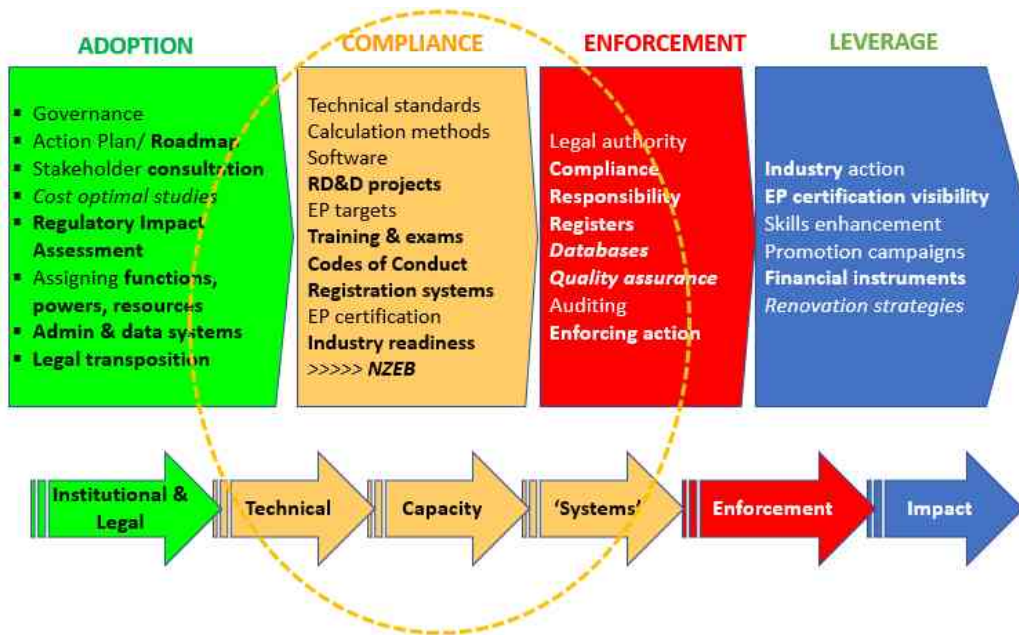 ADOPTION
COMPLIANCE
ENFORCEMENT
LEVERAGE
▪ Governance
▪ Action Plan/ Roadmap
▪ Stakeholder consultation
▪ Cost optimal studies
▪ Regulatory Impact
Assessment
▪ Assigning functions,
powers, resources
▪ Admin & data systems
▪ Legal transposition
Technical standards
Calculation methods
Software
RD&D projects
EP targets
Training & exams
Codes of Conduct
Registration systems
EP certification
Industry readiness
>>>>> NZEB
Legal authority
Compliance
Responsibility
Registers
Databases
Quality assurance
Auditing
Enforcing action
Industry action
EP certification visibility
Skills enhancement
Promotion campaigns
Financial instruments
Renovation strategies
Institutional &
Legal
Technical
Capacity
‘Systems’
Enforcement
Impact